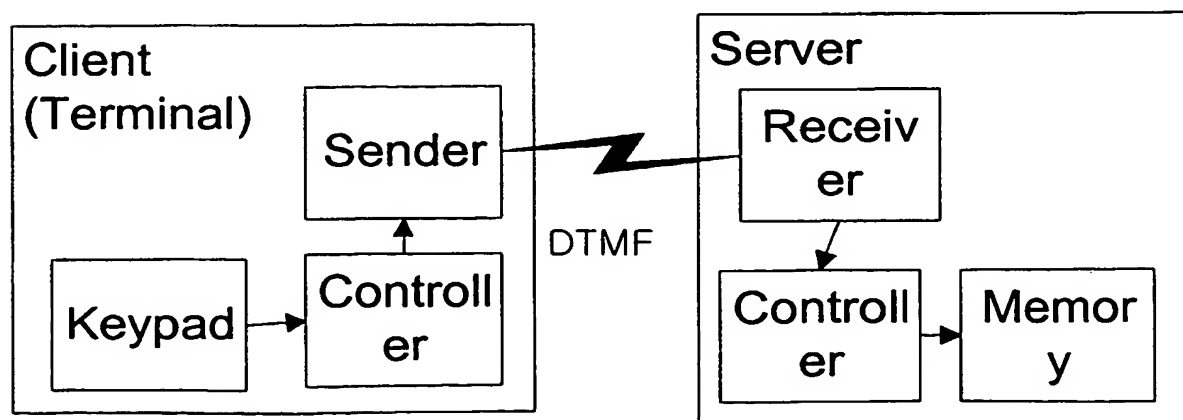 Client
(Terminal)
Sender
Keypad
Controll
er
DTMF
Server
Receiv
er
Controll
er
Memor
y